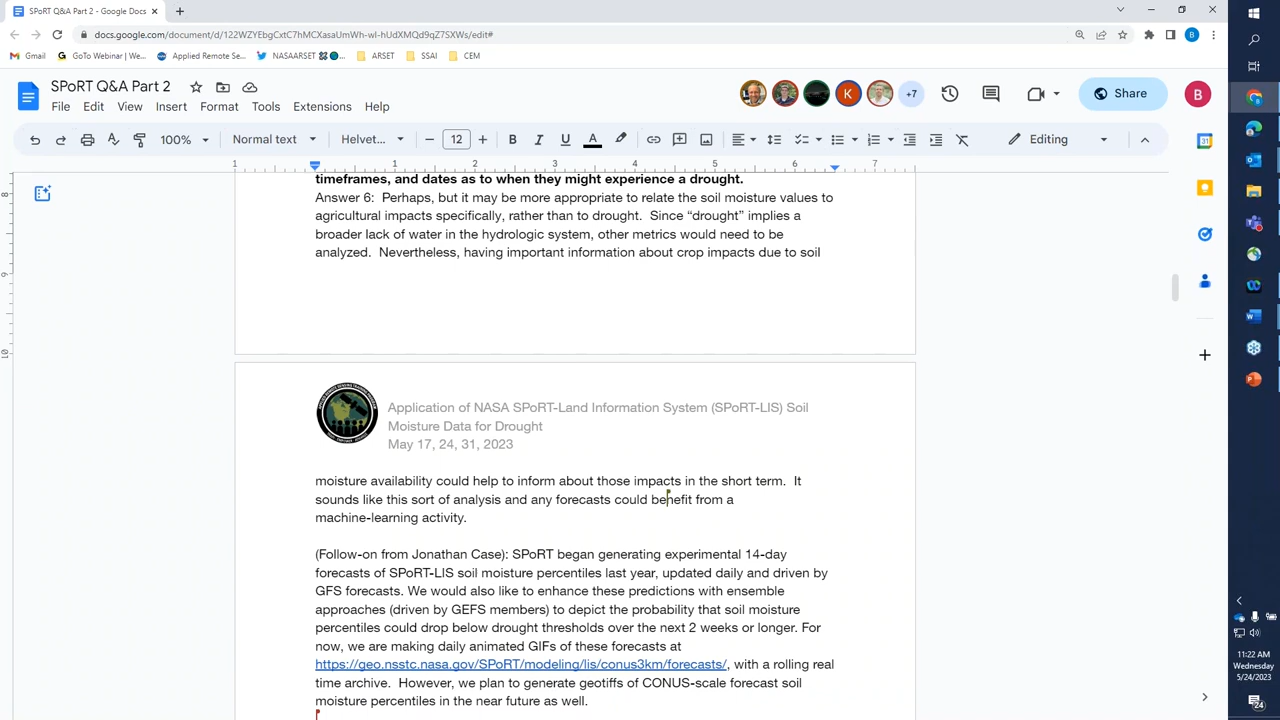 SPoRT Q&A Part 2 - Google Docs
docs.google.com/document/d/122WZYEbgCxtC7hMCXasaUmWh-wI-hUdXMQd9qZ7SXWs/edit#
Gmail
GoTo Webinar | We...
Applied Remote Se...
NASAARSET
ARSET
SSAI
CEM
SPoRT Q&A Part 2
File Edit View Insert Format Tools Extensions Help
K
+7
Share
B
100%
Normal text
Helvet...
12
B I U A
Editing
1 1 2 3 4 5 6 7
8
9
10
timeframes, and dates as to when they might experience a drought.
Answer 6: Perhaps, but it may be more appropriate to relate the soil moisture values to
agricultural impacts specifically, rather than to drought. Since “drought” implies a
broader lack of water in the hydrologic system, other metrics would need to be
analyzed. Nevertheless, having important information about crop impacts due to soil
Application of NASA SPoRT-Land Information System (SPoRT-LIS) Soil
Moisture Data for Drought
May 17, 24, 31, 2023
moisture availability could help to inform about those impacts in the short term. It
sounds like this sort of analysis and any forecasts could benefit from a
machine-learning activity.
(Follow-on from Jonathan Case): SPoRT began generating experimental 14-day
forecasts of SPoRT-LIS soil moisture percentiles last year, updated daily and driven by
GFS forecasts. We would also like to enhance these predictions with ensemble
approaches (driven by GEFS members) to depict the probability that soil moisture
percentiles could drop below drought thresholds over the next 2 weeks or longer. For
now, we are making daily animated GIFs of these forecasts at
https://geo.nsstc.nasa.gov/SPoRT/modeling/lis/conus3km/forecasts/, with a rolling real
time archive. However, we plan to generate geotiffs of CONUS-scale forecast soil
moisture percentiles in the near future as well.
11:22 AM
Wednesday
5/24/2023
24